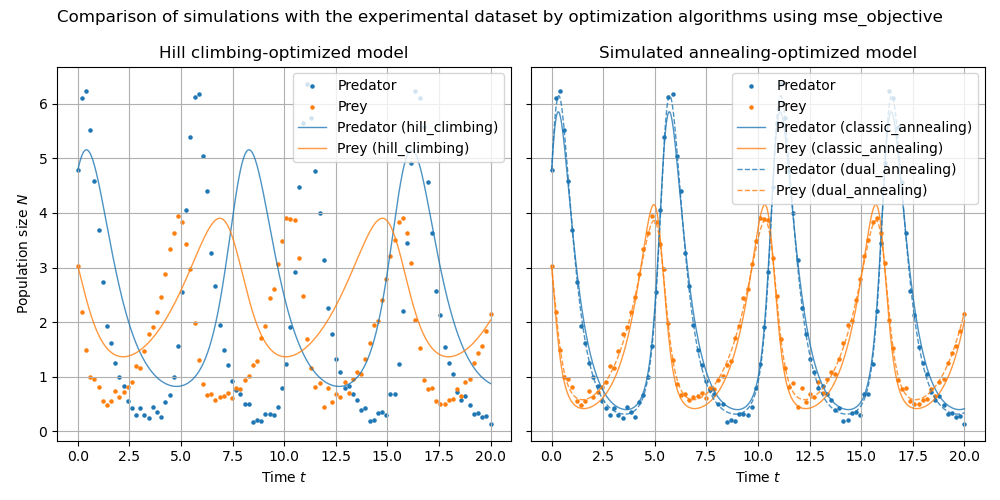 Comparison of simulations with the experimental dataset by optimization algorithms using mse_objective
Hill climbing-optimized model
Predator
Prey
Predator (hill_climbing)
Prey (hill_climbing)
Population size N
6
5
4
3
2
1
0
0.0 2.5 5.0 7.5 10.0 12.5 15.0 17.5 20.0
Time t
Simulated annealing-optimized model
Predator
Prey
Predator (classic_annealing)
Prey (classic_annealing)
Predator (dual_annealing)
Prey (dual_annealing)
0.0 2.5 5.0 7.5 10.0 12.5 15.0 17.5 20.0
Time t